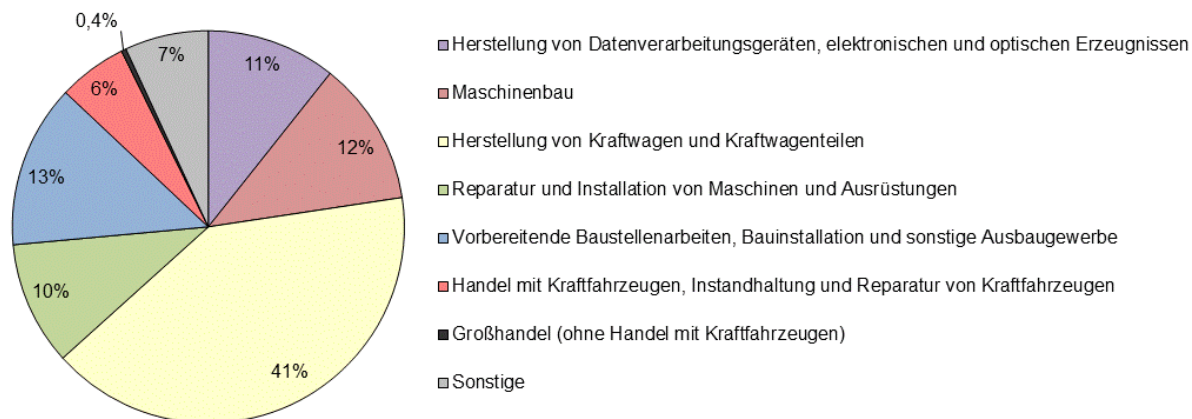 0,4%
7%
11%
6%
12%
13%
10%
41%
Herstellung von Datenverarbeitungsgeräten, elektronischen und optischen Erzeugnissen
Maschinenbau
Herstellung von Kraftwagen und Kraftwagenteilen
Reparatur und Installation von Maschinen und Ausrüstungen
Vorbereitende Baustellenarbeiten, Bauinstallation und sonstige Ausbaugewerbe
Handel mit Kraftfahrzeugen, Instandhaltung und Reparatur von Kraftfahrzeugen
Großhandel (ohne Handel mit Kraftfahrzeugen)
Sonstige